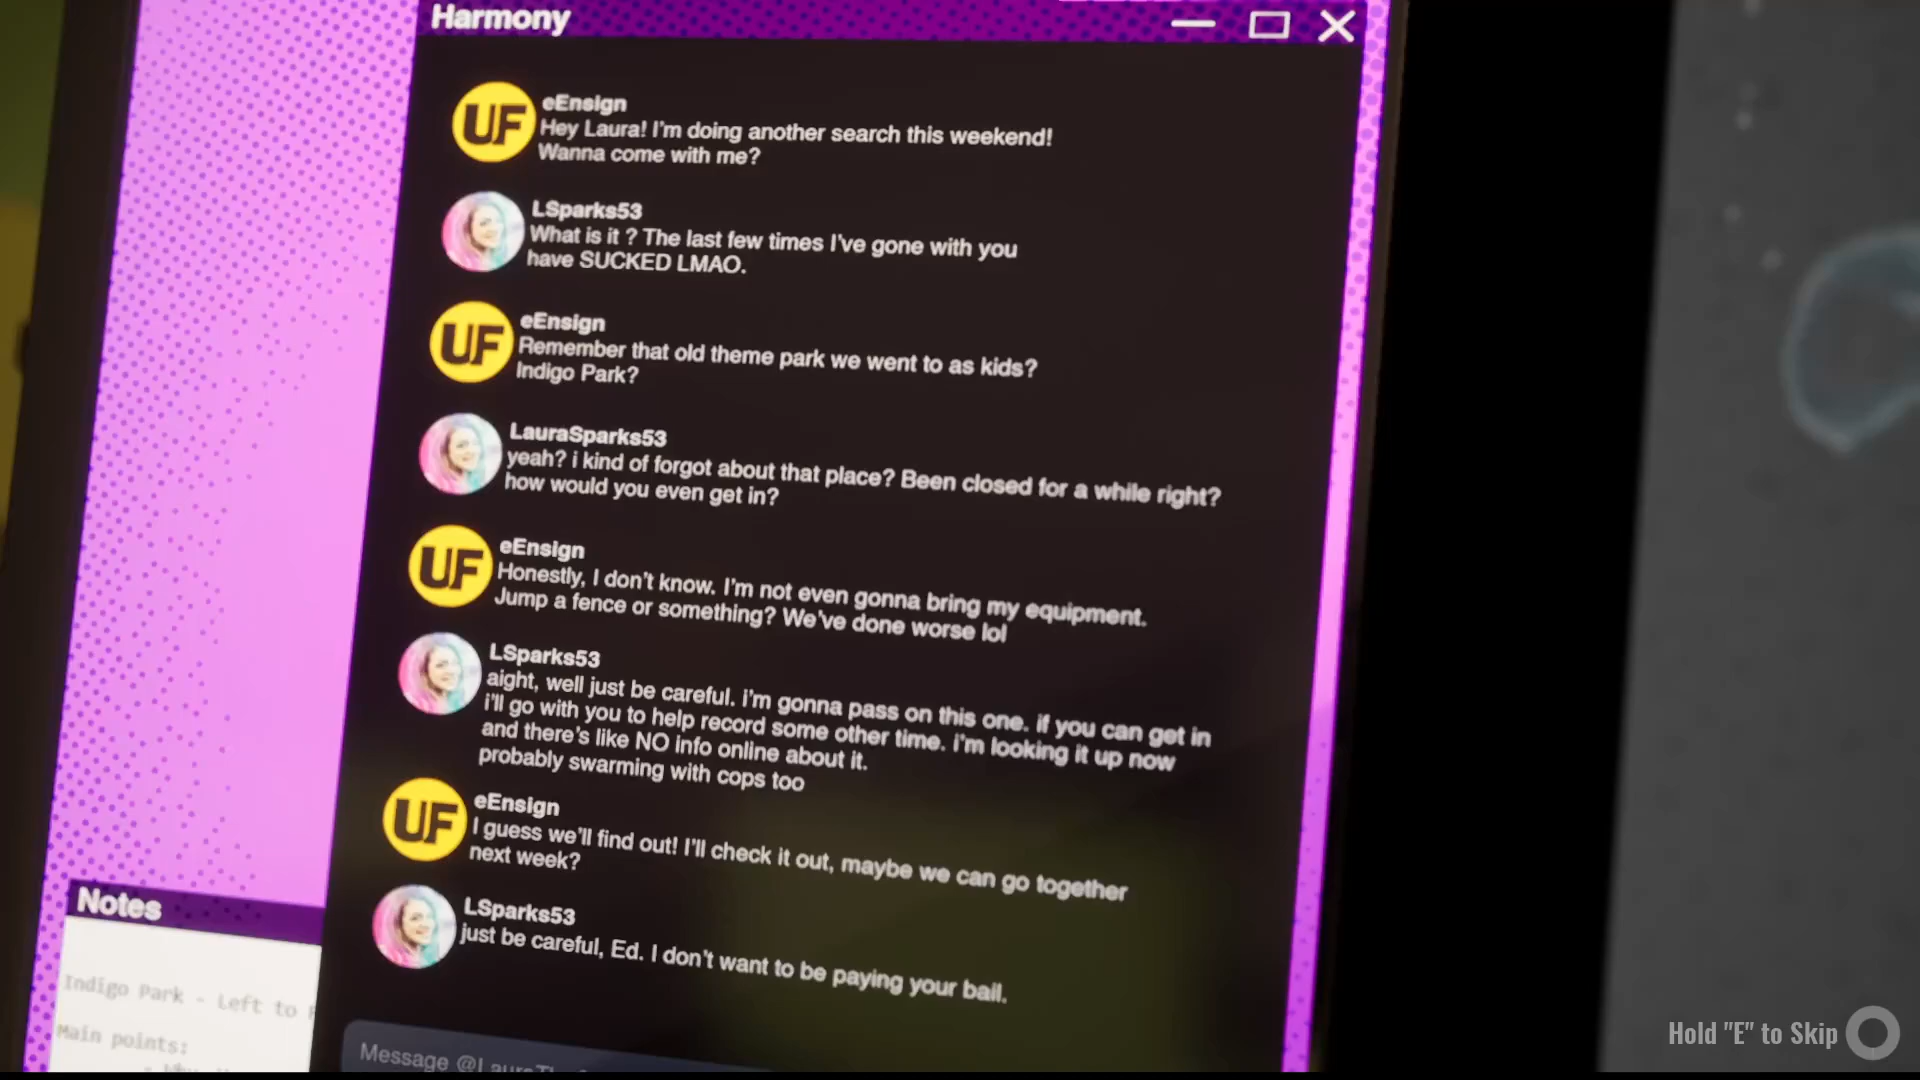 Harmony
UF
eEnsign
Hey Laura! I'm doing another search this weekend!
Wanna come with me?
LSparks53
What is it ? The last few times I've gone with you
have SUCKED LMAO.
UF
eEnsign
Remember that old theme park we went to as kids?
Indigo Park?
LauraSparks53
yeah? i kind of forgot about that place? Been closed for a while right?
how would you even get in?
UF
eEnsign
Honestly, I don't know. I'm not even gonna bring my equipment.
Jump a fence or something? We've done worse lol
LSparks53
aight, well just be careful. i'm gonna pass on this one. if you can get in
i'll go with you to help record some other time. i'm looking it up now
and there's like NO info online about it.
probably swarming with cops too
UF
eEnsign
I guess we'll find out! I'll check it out, maybe we can go together
next week?
LSparks53
just be careful, Ed. I don't want to be paying your bail.
Notes
Indigo Park - Left to
Main points:
Message
Hold "E" to Skip